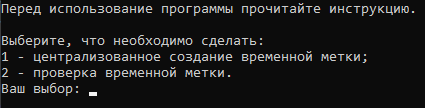 Перед использование программы прочитайте инструкцию.
Выберите, что необходимо сделать:
1 - централизованное создание временной метки;
2 - проверка временной метки.
Ваш выбор: